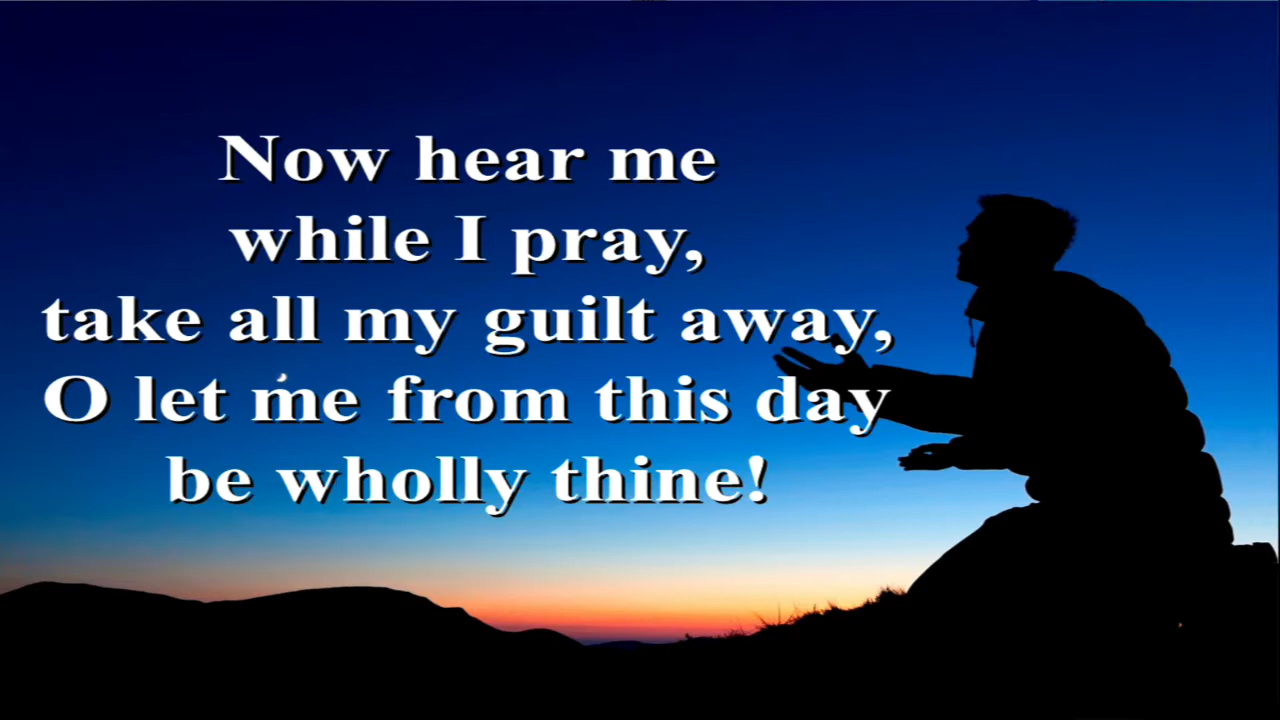 Now hear me
while I pray,
take all my guilt away,
O let me from this day
be wholly thine!